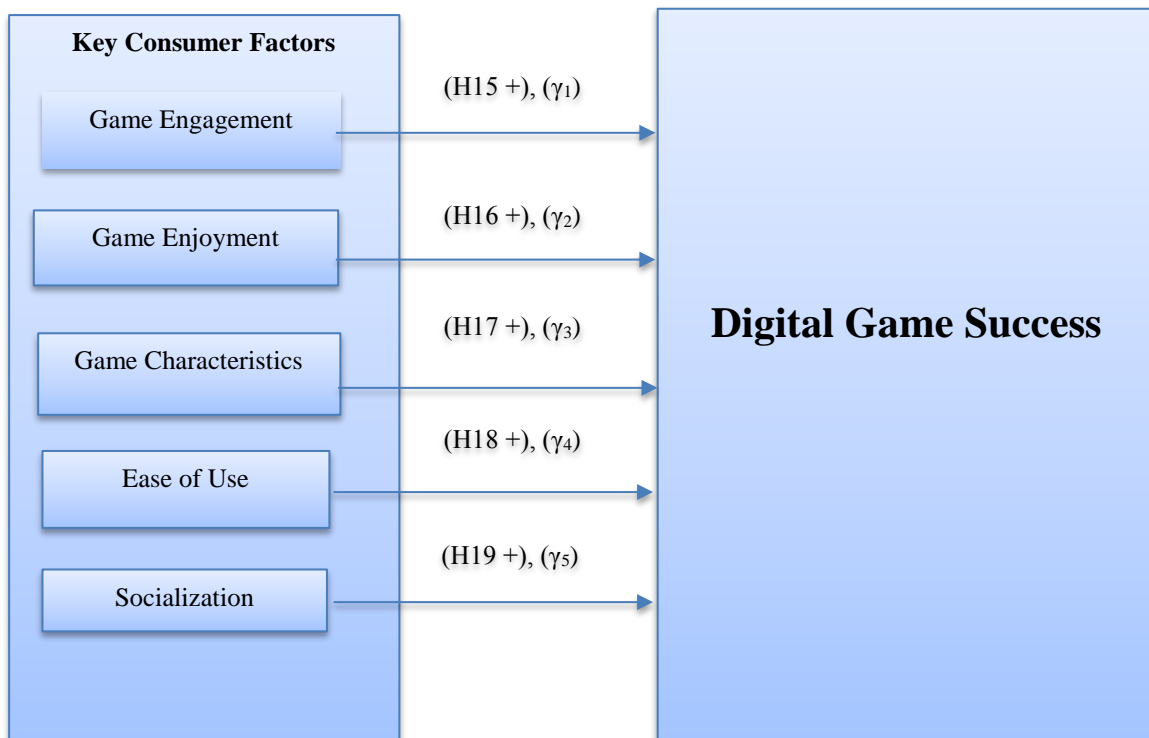 Key Consumer Factors
Game Engagement
(H15 +), (γ₁)
Game Enjoyment
(H16 +), (γ₂)
Game Characteristics
(H17 +), (γ₃)
Ease of Use
(H18 +), (γ₄)
Socialization
(H19 +), (γ₅)
Digital Game Success